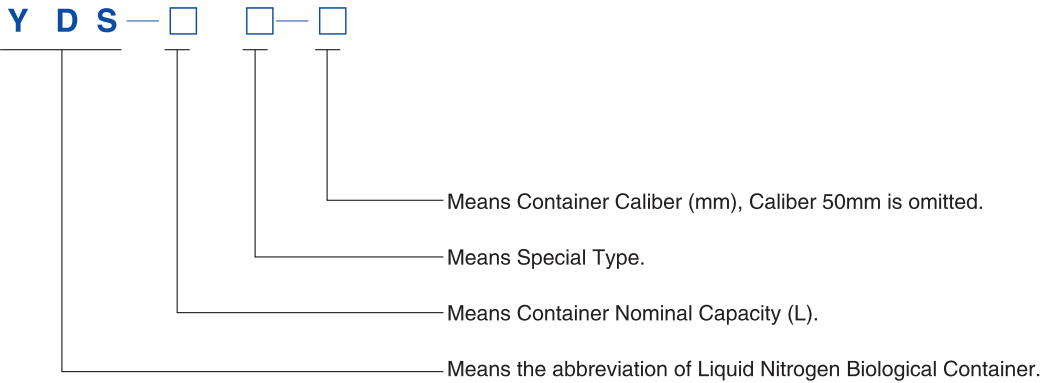 Y D S — □ □ — □
Means Container Caliber (mm), Caliber 50mm is omitted.
Means Special Type.
Means Container Nominal Capacity (L).
Means the abbreviation of Liquid Nitrogen Biological Container.